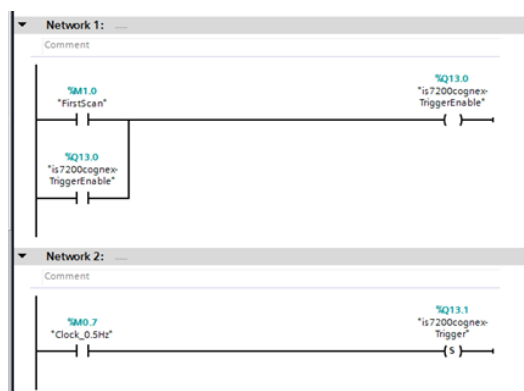 Network 1:
Comment
%M1.0
"FirstScan"
%Q13.0
"is7200cognex-
TriggerEnable"
( )
%Q13.0
"is7200cognex-
TriggerEnable"
Network 2:
Comment
%M0.7
"Clock_0.5Hz"
%Q13.1
"is7200cognex-
Trigger"
(S)